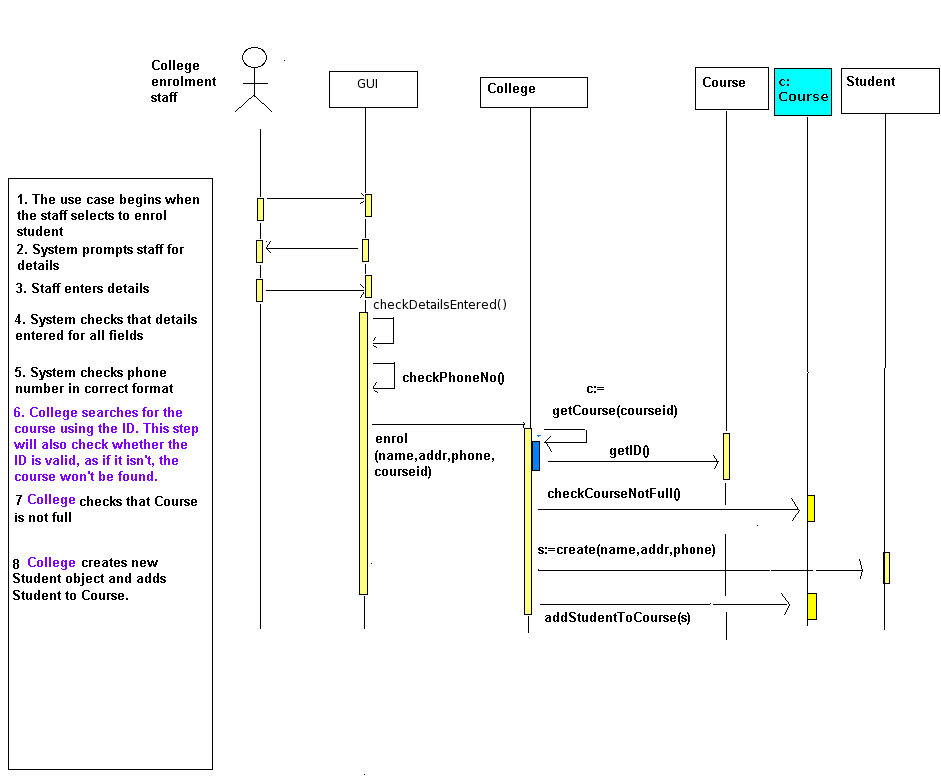 College
enrolment
staff
GUI
College
Course
c:
Course
Student
1. The use case begins when
the staff selects to enrol
student
2. System prompts staff for
details
3. Staff enters details
4. System checks that details
entered for all fields
5. System checks phone
number in correct format
6. College searches for the
course using the ID. This step
will also check whether the
ID is valid, as if it isn't, the
course won't be found.
7 College checks that Course
is not full
8 College creates new
Student object and adds
Student to Course.
checkDetailsEntered()
checkPhoneNo()
enrol
(name,addr,phone,
courseid)
c:=
getCourse(courseid)
getID()
checkCourseNotFull()
s:=create(name,addr,phone)
addStudentToCourse(s)